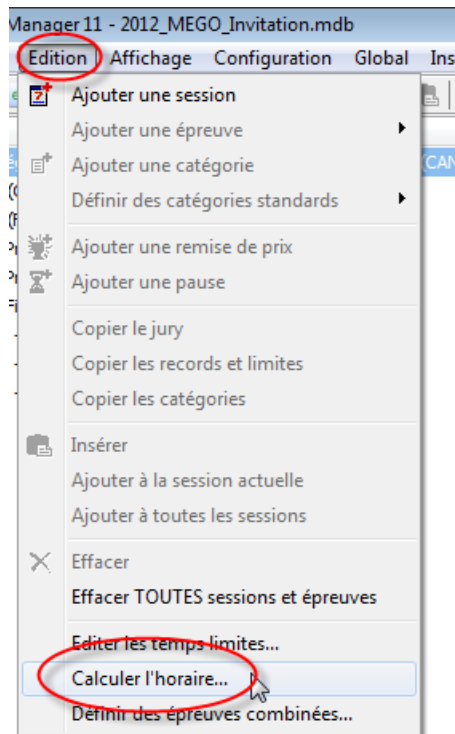 Manager 11 - 2012_MEGO_Invitation.mdb
Edition Affichage Configuration Global Ins
Ajouter une session
Ajouter une épreuve
(CAN
Ajouter une catégorie
Définir des catégories standards
Ajouter une remise de prix
Ajouter une pause
Copier le jury
Copier les records et limites
Copier les catégories
Insérer
Ajouter à la session actuelle
Ajouter à toutes les sessions
Effacer
Effacer TOUTES sessions et épreuves
Editer les temps limites...
Calculer l'horaire...
Définir des épreuves combinées...